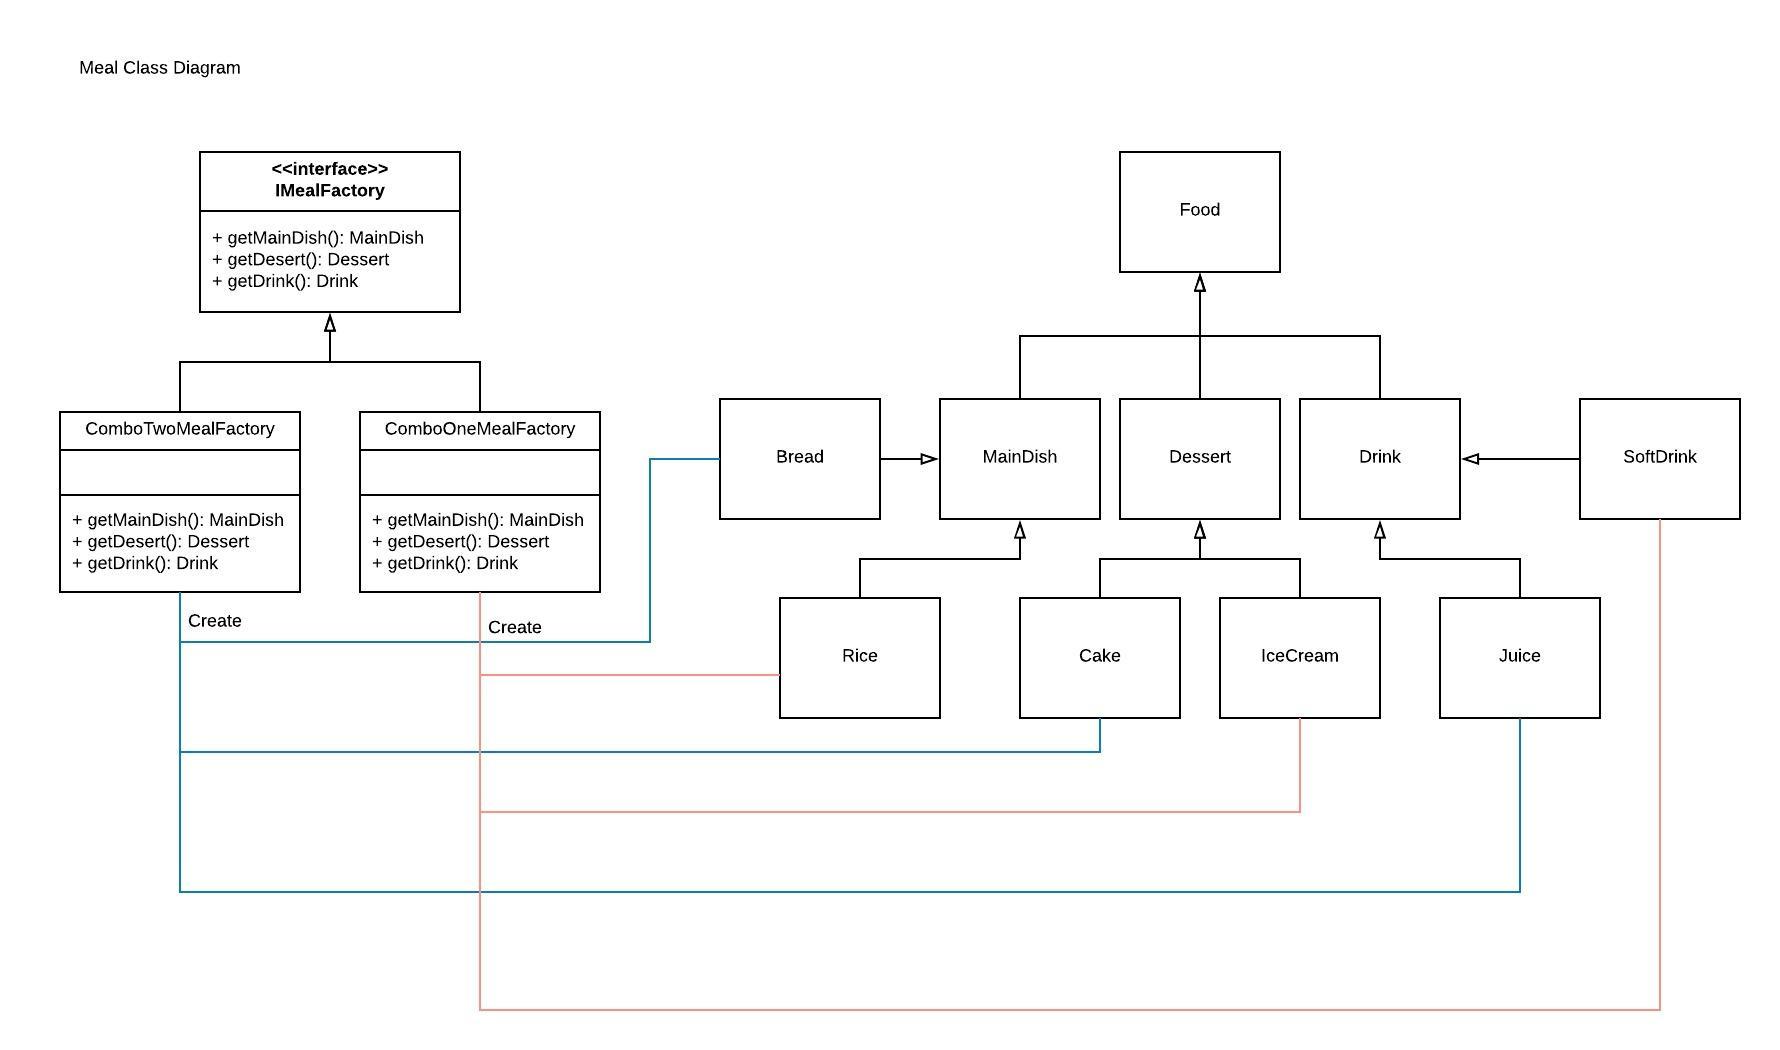 Meal Class Diagram
<<interface>>
IMealFactory
+ getMainDish(): MainDish
+ getDesert(): Dessert
+ getDrink(): Drink
Food
ComboTwoMealFactory
+ getMainDish(): MainDish
+ getDesert(): Dessert
+ getDrink(): Drink
Create
ComboOneMealFactory
+ getMainDish(): MainDish
+ getDesert(): Dessert
+ getDrink(): Drink
Create
Bread
MainDish
Dessert
Drink
SoftDrink
Rice
Cake
IceCream
Juice